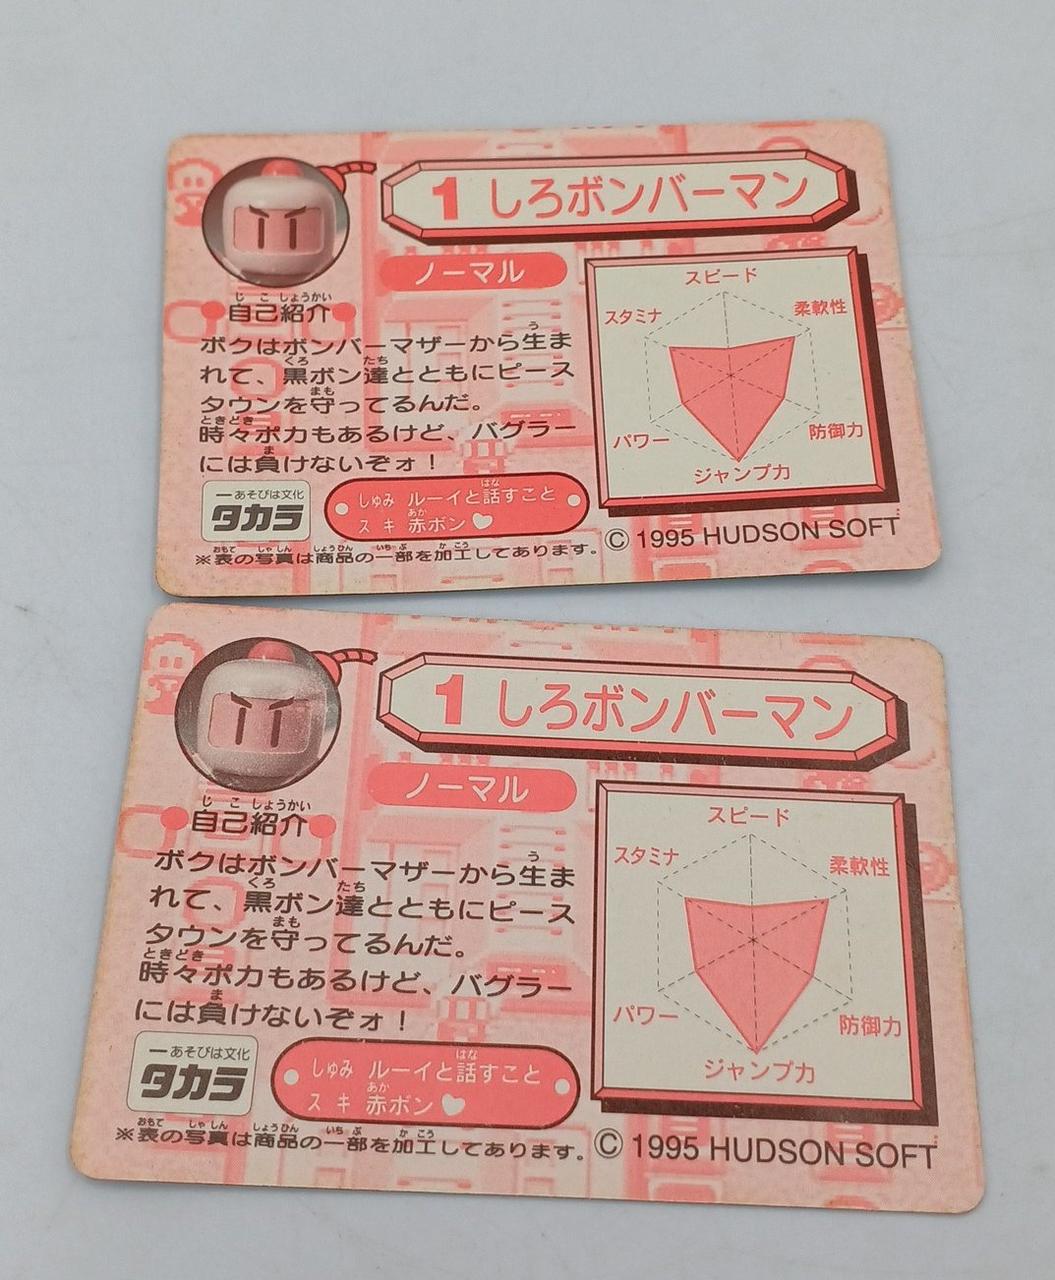 1 しろボンバーマン
ノーマル
じこしょうかい
自己紹介
ボクはボンバーマザーから生ま
れて、黒ボン達とともにピース
タウンを守ってるんだ。
時々ポカもあるけど、バグラー
には負けないぞォ！
スピード
スタミナ
柔軟性
パワー
防御力
ジャンプ力
あそびは文化
タカラ
しゅみ ルーイと話すこと
スキ 赤ボン♥
※表の写真は商品の一部を加工してあります。
© 1995 HUDSON SOFT
1 しろボンバーマン
ノーマル
じこしょうかい
自己紹介
ボクはボンバーマザーから生ま
れて、黒ボン達とともにピース
タウンを守ってるんだ。
時々ポカもあるけど、バグラー
には負けないぞォ！
スピード
スタミナ
柔軟性
パワー
防御力
ジャンプ力
あそびは文化
タカラ
しゅみ ルーイと話すこと
スキ 赤ボン♥
※表の写真は商品の一部を加工してあります。
© 1995 HUDSON SOFT